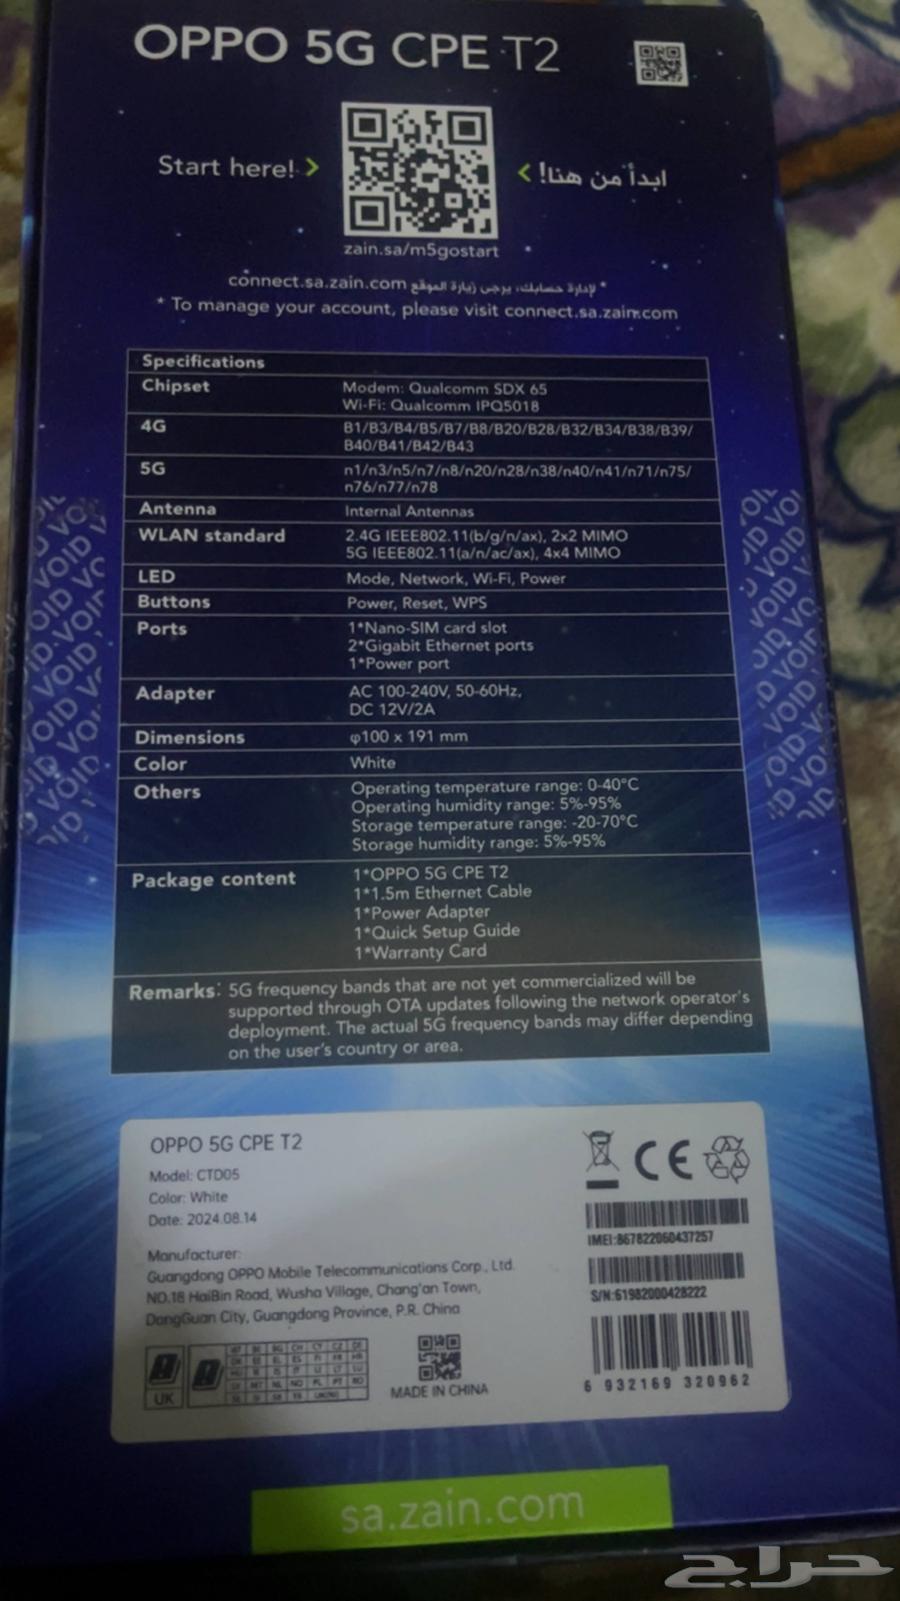 OPPO 5G CPE T2
Start here! >
< ابدأ من هنا!
zain.sa/m5gostart
* لإدارة حسابك، يرجى زيارة الموقع connect.sa.zain.com
* To manage your account, please visit connect.sa.zain.com
Specifications
Chipset Modem: Qualcomm SDX 65
Wi-Fi: Qualcomm IPQ5018
4G B1/B3/B4/B5/B7/B8/B20/B28/B32/B34/B38/B39/
B40/B41/B42/B43
5G n1/n3/n5/n7/n8/n20/n28/n38/n40/n41/n71/n75/
n76/n77/n78
Antenna Internal Antennas
WLAN standard 2.4G IEEE802.11(b/g/n/ax), 2x2 MIMO
5G IEEE802.11(a/n/ac/ax), 4x4 MIMO
LED Mode, Network, Wi-Fi, Power
Buttons Power, Reset, WPS
Ports 1*Nano-SIM card slot
2*Gigabit Ethernet ports
1*Power port
Adapter AC 100-240V, 50-60Hz,
DC 12V/2A
Dimensions φ100 x 191 mm
Color White
Others Operating temperature range: 0-40°C
Operating humidity range: 5%-95%
Storage temperature range: -20-70°C
Storage humidity range: 5%-95%
Package content 1*OPPO 5G CPE T2
1*1.5m Ethernet Cable
1*Power Adapter
1*Quick Setup Guide
1*Warranty Card
Remarks: 5G frequency bands that are not yet commercialized will be
supported through OTA updates following the network operator's
deployment. The actual 5G frequency bands may differ depending
on the user's country or area.
OPPO 5G CPE T2
Model: CTD05
Color: White
Date: 2024.08.14
Manufacturer:
Guangdong OPPO Mobile Telecommunications Corp., Ltd.
NO.18 HaiBin Road, Wusha Village, Chang'an Town,
DongGuan City, Guangdong Province, P.R. China
UK
MADE IN CHINA
CE
IMEI:867822060437257
S/N:61982000428222
6 932169 320962
sa.zain.com
حراج